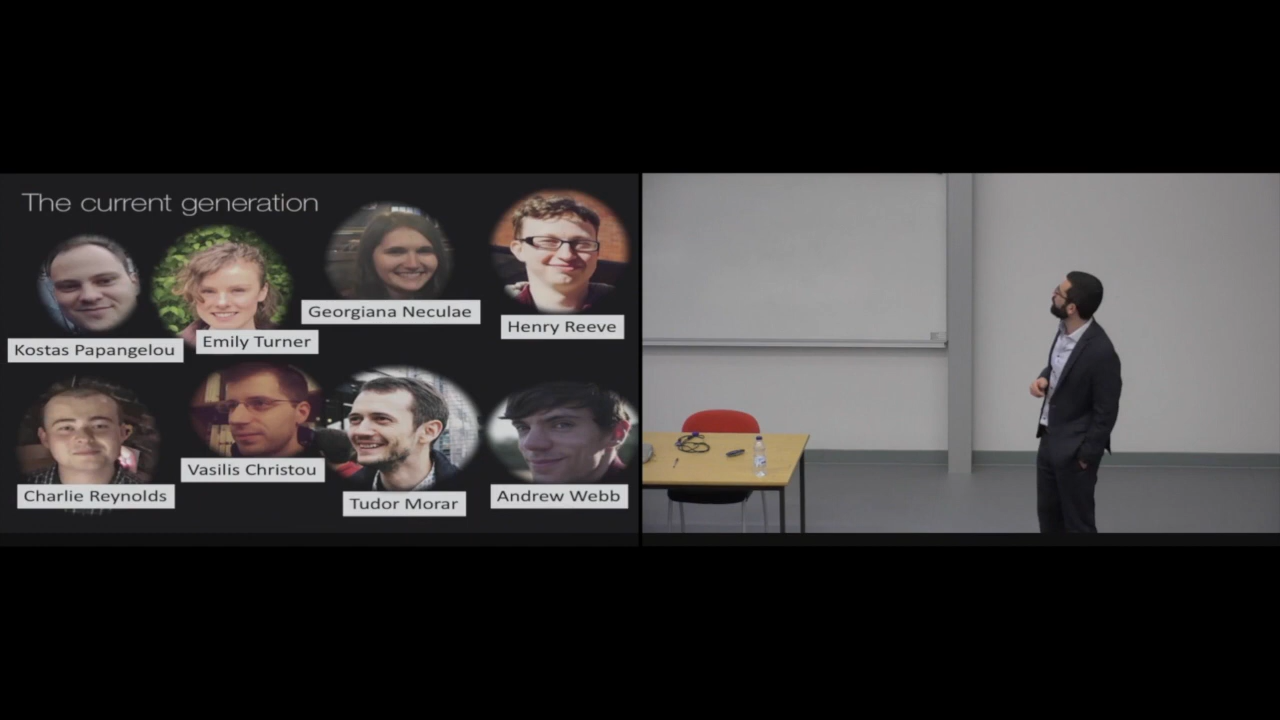 The current generation
Kostas Papangelou
Emily Turner
Georgiana Neculae
Henry Reeve
Charlie Reynolds
Vasilis Christou
Tudor Morar
Andrew Webb